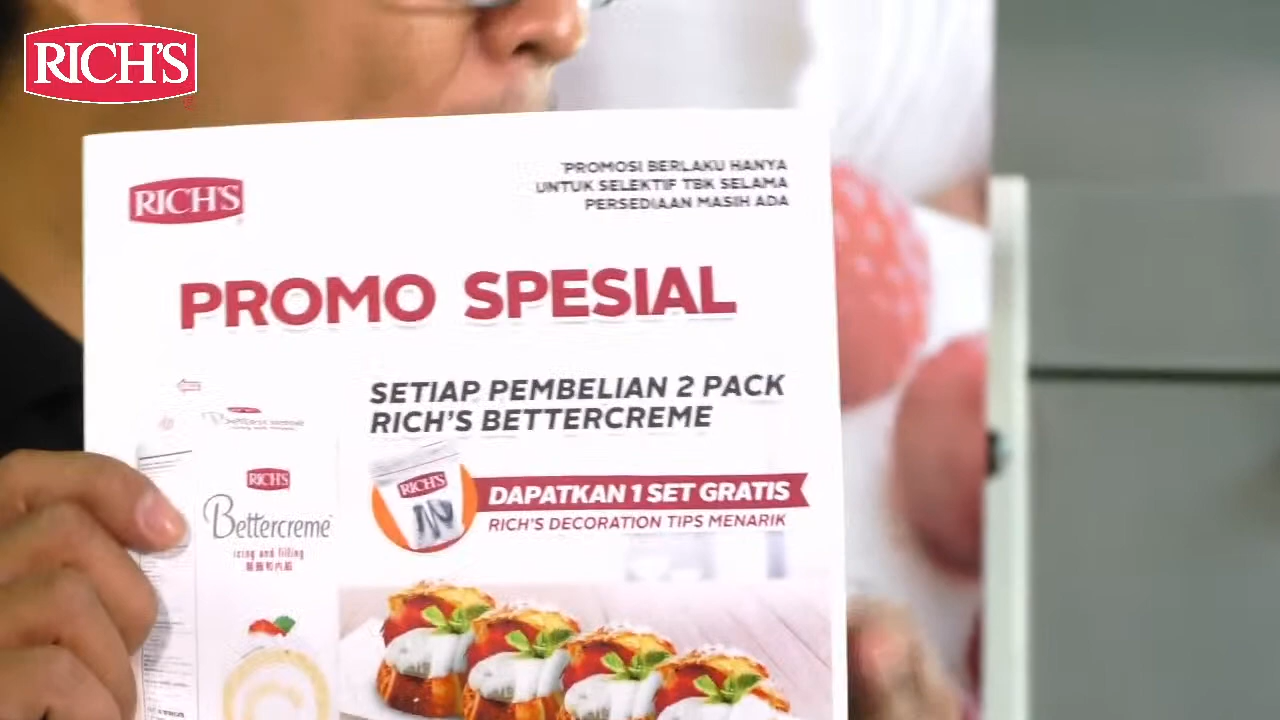 RICH'S
RICH'S
*PROMOSI BERLAKU HANYA
UNTUK SELEKTIF TBK SELAMA
PERSEDIAAN MASIH ADA
PROMO SPESIAL
SETIAP PEMBELIAN 2 PACK
RICH'S BETTERCREME
RICH'S
DAPATKAN 1 SET GRATIS
RICH'S DECORATION TIPS MENARIK
RICH'S
Bettercreme
icing and filling